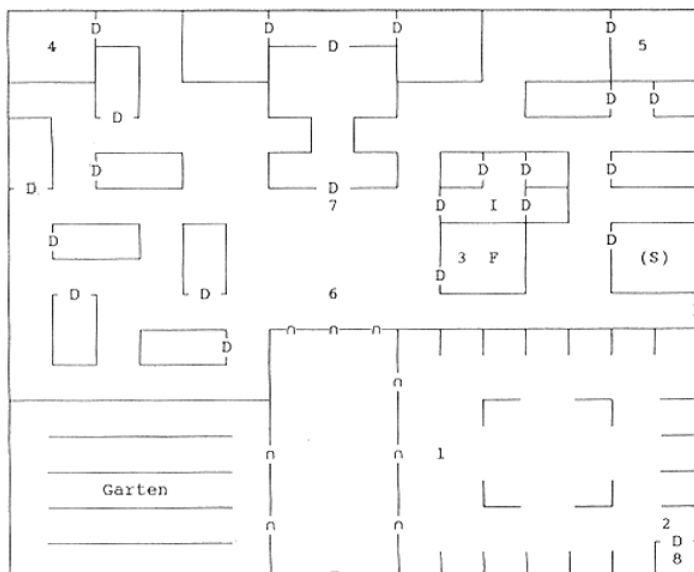 D D D D
4 D 5
D D
D
D D D D
D D
7 D I D
D D
3 F (S)
D
D D 6
∩ ∩ ∩
D
∩
∩ ∩ 1
Garten
∩ ∩ 2
D
8